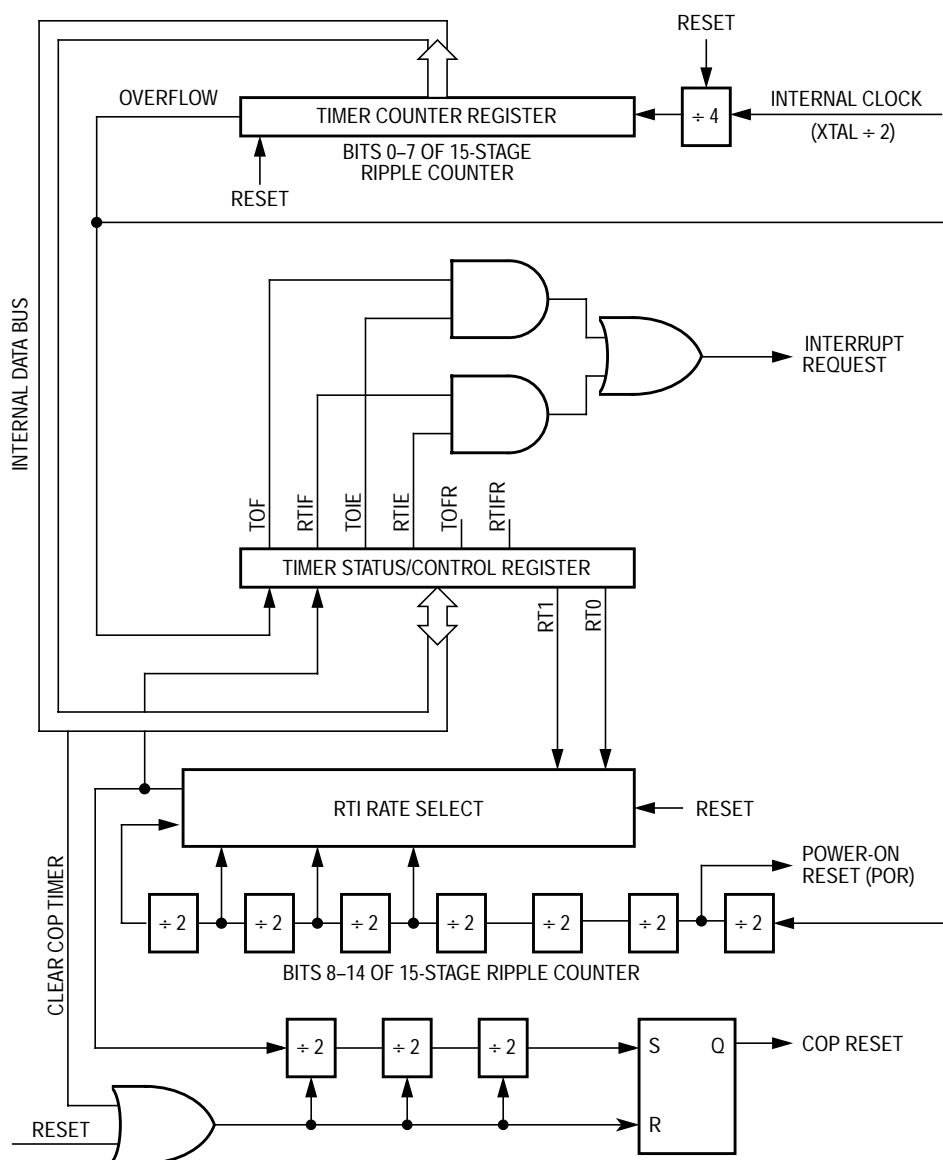 RESET
OVERFLOW
TIMER COUNTER REGISTER
÷ 4
INTERNAL CLOCK
(XTAL ÷ 2)
BITS 0–7 OF 15-STAGE
RIPPLE COUNTER
RESET
INTERNAL DATA BUS
INTERRUPT
REQUEST
TOF
RTIF
TOIE
RTIE
TOFR
RTIFR
TIMER STATUS/CONTROL REGISTER
RT1
RT0
RTI RATE SELECT
RESET
POWER-ON
RESET (POR)
CLEAR COP TIMER
÷ 2
÷ 2
÷ 2
÷ 2
÷ 2
÷ 2
÷ 2
BITS 8–14 OF 15-STAGE RIPPLE COUNTER
÷ 2
÷ 2
÷ 2
S
Q
COP RESET
RESET
R